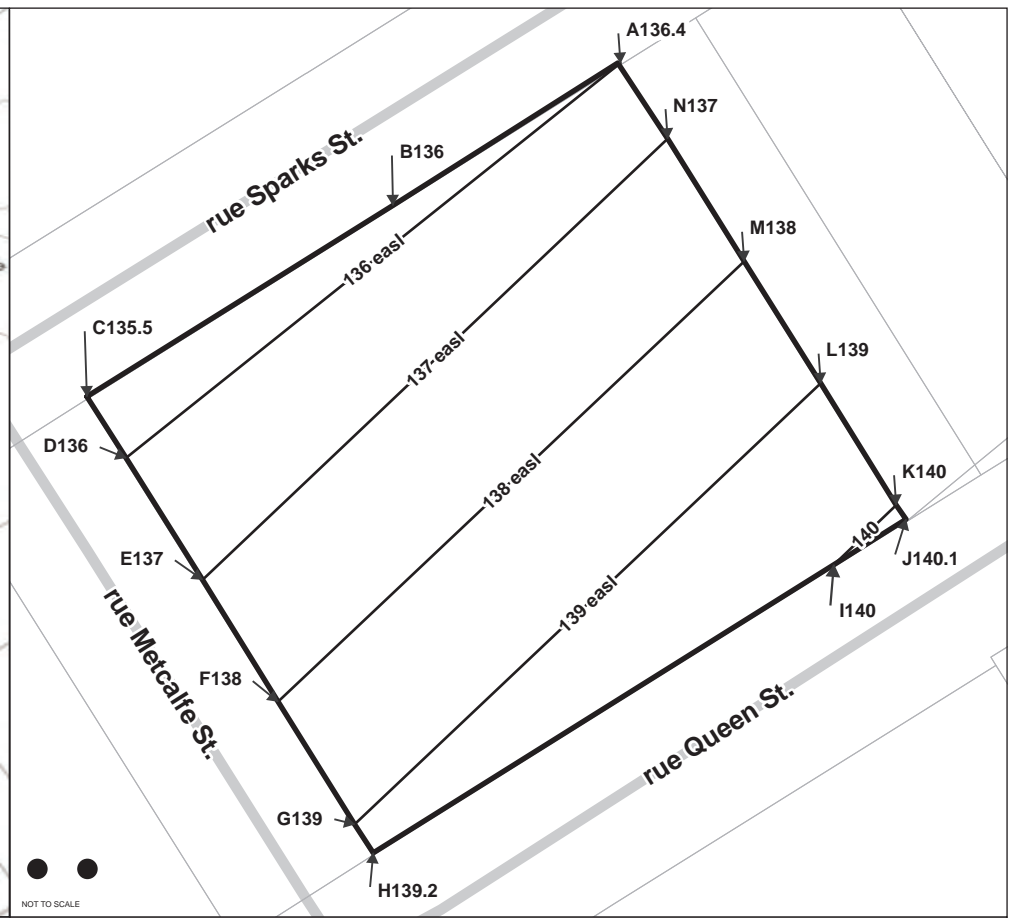 A136.4
N137
rue Sparks St.
B136
M138
136 easl
C135.5
L139
137 easl
D136
K140
138 easl
140
E137
J140.1
I140
139 easl
rue Metcalfe St.
F138
rue Queen St.
G139
H139.2
NOT TO SCALE